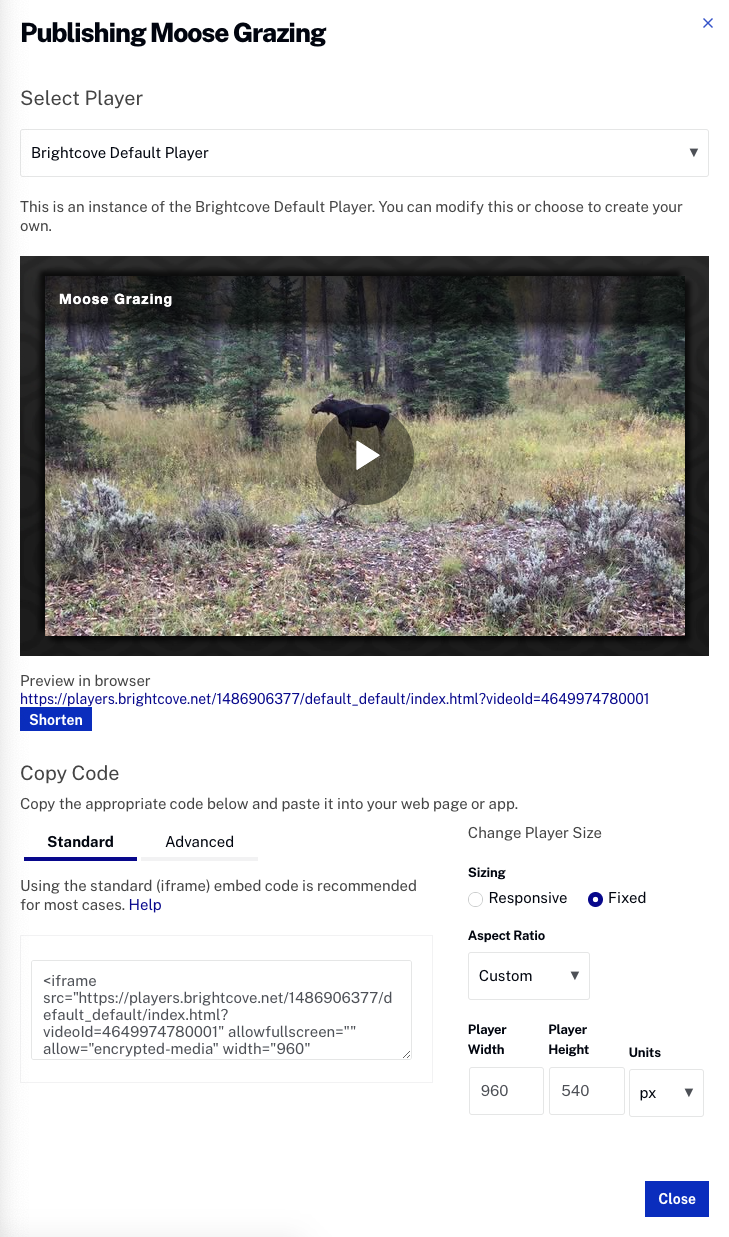 Publishing Moose Grazing
×
Select Player
Brightcove Default Player
This is an instance of the Brightcove Default Player. You can modify this or choose to create your
own.
Moose Grazing
Preview in browser
https://players.brightcove.net/1486906377/default_default/index.html?videoId=4649974780001
Shorten
Copy Code
Copy the appropriate code below and paste it into your web page or app.
Standard Advanced
Using the standard (iframe) embed code is recommended
for most cases. Help
<iframe
src="https://players.brightcove.net/1486906377/d
efault_default/index.html?
videoId=4649974780001" allowfullscreen=""
allow="encrypted-media" width="960"
Change Player Size
Sizing
Responsive Fixed
Aspect Ratio
Custom
Player
Width
Player
Height
Units
960 540 px
Close